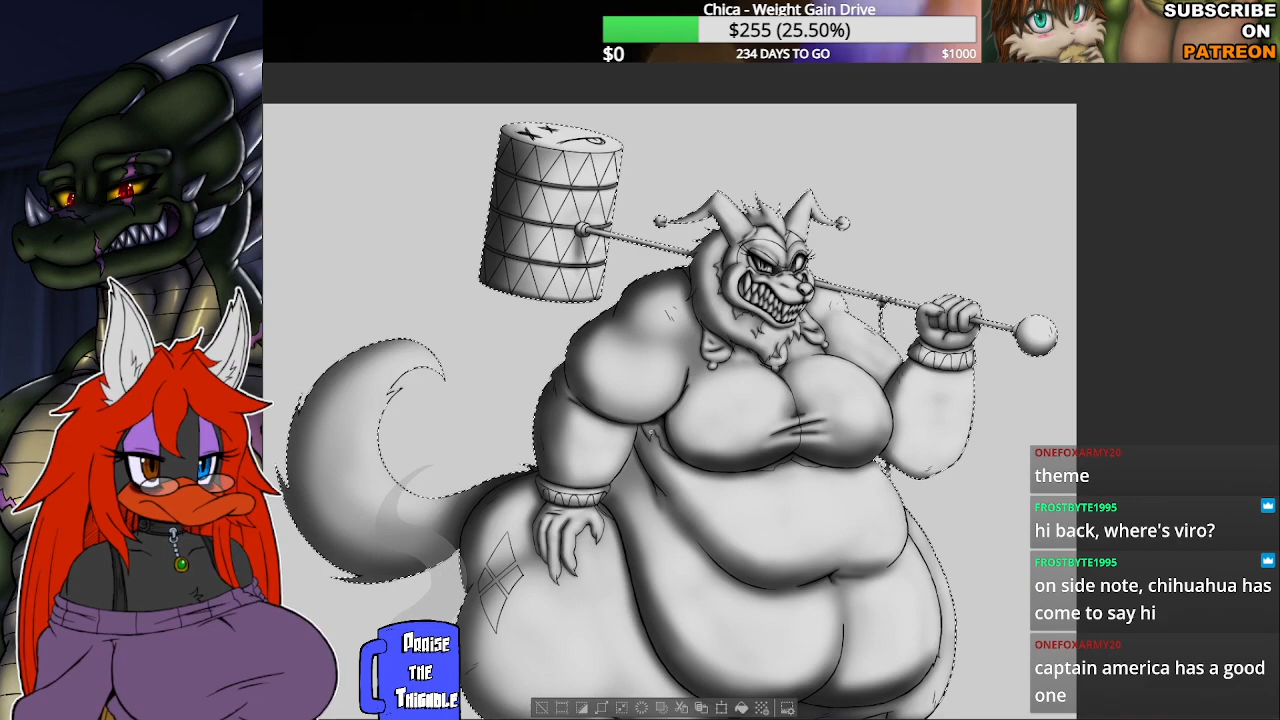 Chica - Weight Gain Drive
$255 (25.50%)
$0
234 DAYS TO GO
$1000
SUBSCRIBE
ON
PATREON
ONEFOXARMY20
theme
FROSTBYTE1995
hi back, where's viro?
FROSTBYTE1995
on side note, chihuahua has
come to say hi
ONEFOXARMY20
captain america has a good
one
PRAISE
THE
THIGHBLE